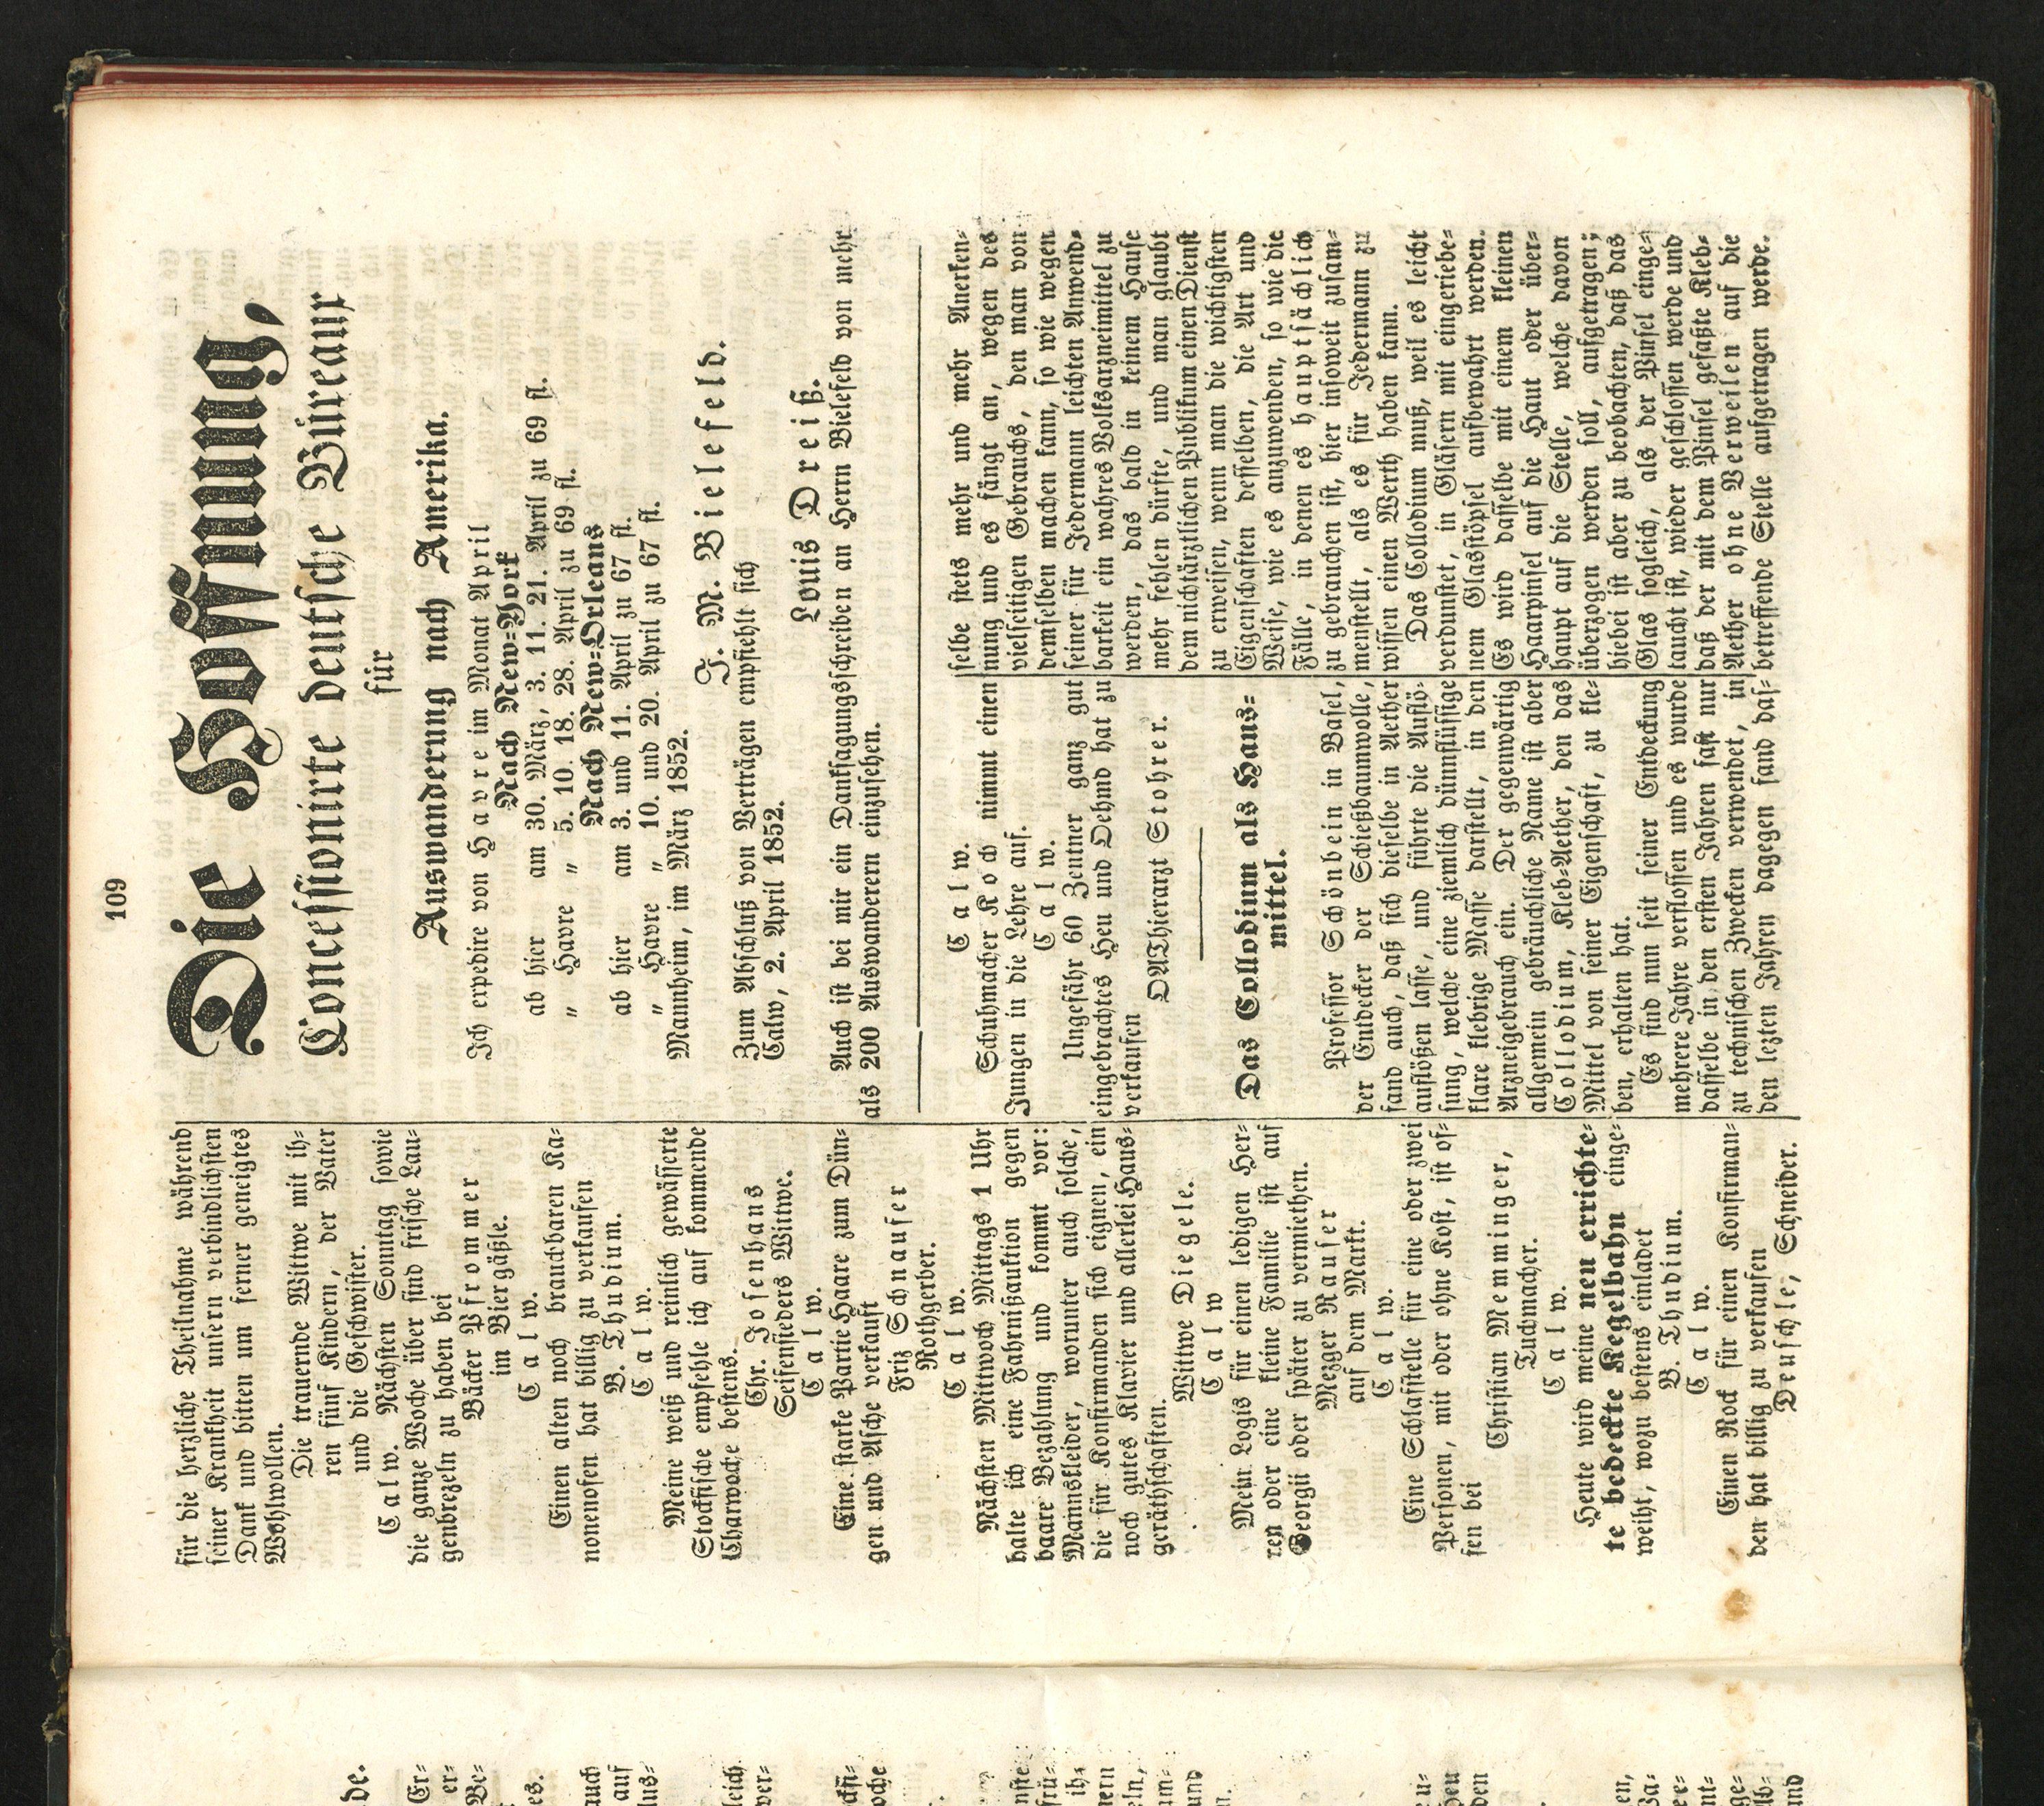 109
für die herzliche Theilnahme während
seiner Krankheit unsern verbindlichsten
Dank und bitten um ferner geneigtes
Wohlwollen.
Die trauernde Witwe mit ih-
ren fünf Kindern, der Vater
und die Geschwister.
Calw. Nächsten Sonntag sowie
die ganze Woche über sind frische Lau-
genbrezeln zu haben bei
Bäcker Pfrommer
im Biergäßle.
Calw.
Einen alten noch brauchbaren Ka-
nonenofen hat billig zu verkaufen
B. Thudium.
Calw.
Meine weiß und reinlich gewässerte
Stockfische empfehle ich auf kommende
Charwoche bestens.
Chr. Josenhans
Seifensieders Witwe.
Calw.
Eine starke Partie Haare zum Dün-
gen und Asche verkauft
Friz Schnaufer
Rothgerber.
Calw.
Nächsten Mittwoch Mittags 1 Uhr
halte ich eine Fahrnißauktion gegen
baare Bezahlung und kommt vor:
Mannskleider, worunter auch solche,
die für Konfirmanden sich eignen, ein
noch gutes Klavier und allerlei Haus-
geräthschaften.
Wittwe Diegele.
Calw
Mein Logis für einen ledigen Her-
ren oder eine kleine Familie ist auf
Georgii oder später zu vermiethen.
Mezger Rauser
auf dem Markt.
Calw.
Eine Schlafstelle für eine oder zwei
Personen, mit oder ohne Kost, ist of-
fen bei
Christian Memminger,
Tuchmacher.
Calw.
Heute wird meine neu errichte-
te bedeckte Kegelbahn einge-
weiht, wozu bestens einladet
B. Thudium.
Calw.
Einen Rock für einen Konfirman-
den hat billig zu verkaufen
Deuschle, Schneider.
Die Hoffnung,
Concessionirte deutsche Büreaux
für
Auswanderung nach Amerika.
Ich expedire von Havre im Monat April
Nach New-York
ab hier am 30. März, 3. 11. 21. April zu 69 fl.
„ Havre „ 5. 10. 18. 28. April zu 69 fl.
Nach New-Orleans
ab hier am 3. und 11. April zu 67 fl.
„ Havre „ 10. und 20. April zu 67 fl.
Mannheim, im März 1852.
J. M. Bielefeld.
Zum Abschluß von Verträgen empfiehlt sich
Calw, 2. April 1852.
Louis Dreiß.
Auch ist bei mir ein Danksagungsschreiben an Herrn Bielefeld von mehr
als 200 Auswanderern einzusehen.
Calw.
Schuhmacher Koch nimmt einen
Jungen in die Lehre auf.
Calw.
Ungefähr 60 Zentner ganz gut
eingebrachtes Heu und Oehmd hat zu
verkaufen
OAThierarzt Stohrer.
Das Collodium als Haus-
mittel.
Professor Schönbein in Basel,
der Entdecker der Schießbaumwolle,
fand auch, daß sich dieselbe in Aether
auflößen lasse, und führte die Auflö-
sung, welche eine ziemlich dünnflüssige
klare klebrige Masse darstellt, in den
Arzneigebrauch ein. Der gegenwärtig
allgemein gebräuchliche Name ist aber
Collodium, Kleb-Aether, den das
Mittel von seiner Eigenschaft, zu kle-
ben, erhalten hat.
Es sind nun seit seiner Entdeckung
mehrere Jahre verflossen und es wurde
dasselbe in den ersten Jahren fast nur
zu technischen Zwecken verwendet, in
den lezten Jahren dagegen fand das-
selbe stets mehr und mehr Anerken-
nung und es fängt an, wegen des
vielseitigen Gebrauchs, den man von
demselben machen kann, so wie wegen
seiner für Jedermann leichten Anwend-
barkeit ein wahres Volksarzneimittel zu
werden, das bald in keinem Hause
mehr fehlen dürfte, und man glaubt
dem nichtärztlichen Publikum einen Dienst
zu erweisen, wenn man die wichtigsten
Eigenschaften desselben, die Art und
Weise, wie es anzuwenden, so wie die
Fälle, in denen es hauptsächlich
zu gebrauchen ist, hier insoweit zusam-
menstellt, als es für Jedermann zu
wissen einen Werth haben kann.
Das Collodium muß, weil es leicht
verdunstet, in Gläsern mit eingeriebe-
nem Glasstöpsel aufbewahrt werden.
Es wird dasselbe mit einem kleinen
Haarpinsel auf die Haut oder über-
haupt auf die Stelle, welche davon
überzogen werden soll, aufgetragen;
hiebei ist aber zu beobachten, daß das
Glas sogleich, als der Pinsel einge-
taucht ist, wieder geschlossen werde und
daß der mit dem Pinsel gefaßte Kleb-
Aether ohne Verweilen auf die
betreffende Stelle aufgetragen werde.